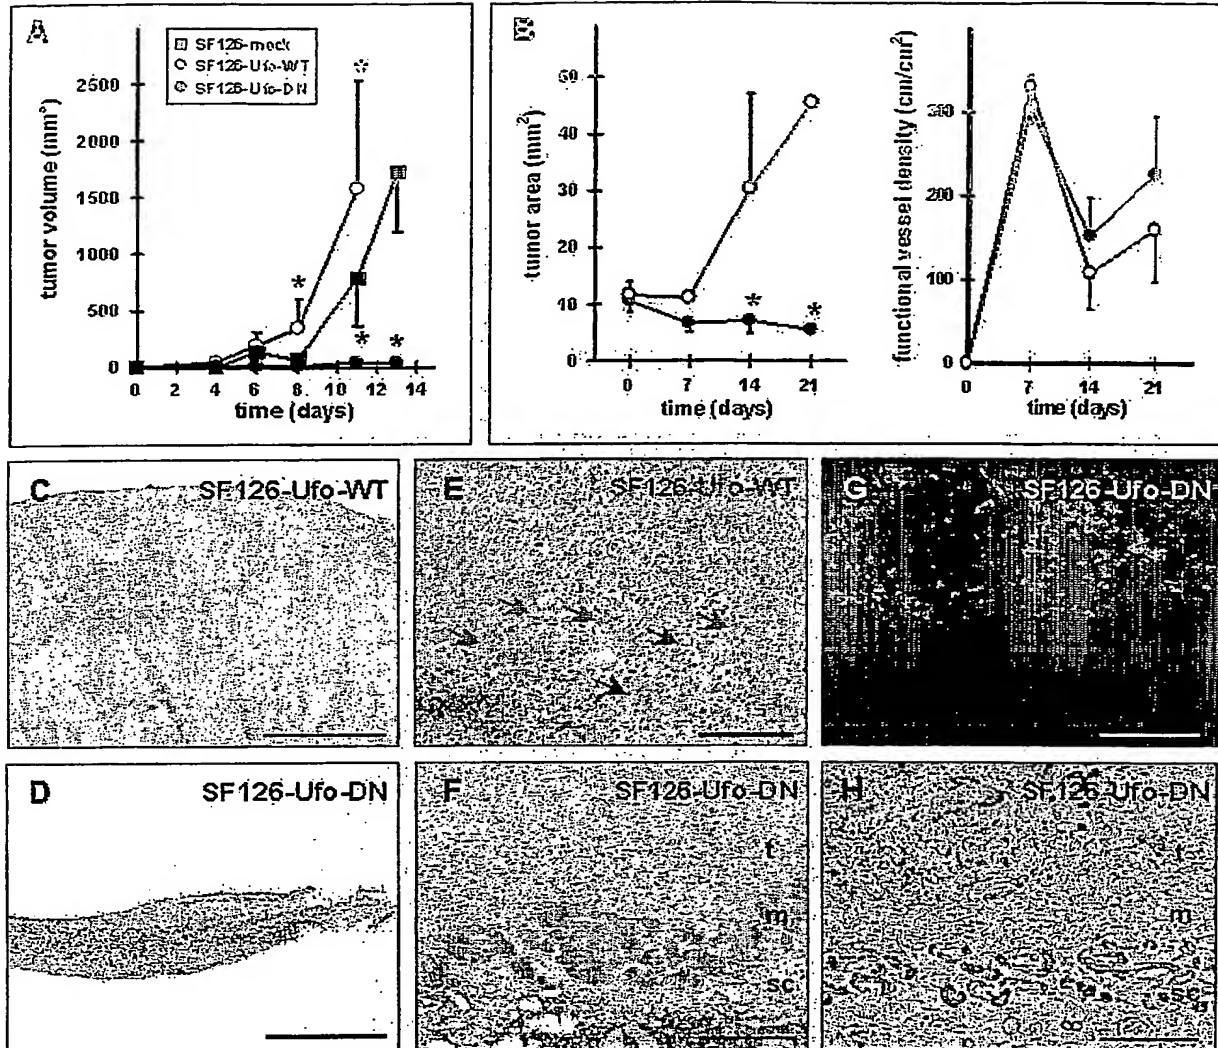 A
SF126-mock
SF126-Ufo-WT
SF126-Ufo-DN
tumor volume (mm³)
2500
2000
1500
1000
500
0
0 2 4 6 8 10 12 14
time (days)
*
*
*
*
B
tumor area (mm²)
50
40
30
20
10
0
0 7 14 21
time (days)
*
*
functional vessel density (cm/cm²)
300
200
100
0
0 7 14 21
time (days)
C
SF126-Ufo-WT
E
SF126-Ufo-WT
G
SF126-Ufo-DN
D
SF126-Ufo-DN
F
SF126-Ufo-DN
t
m
sc
H
SF126-Ufo-DN
t
m
sc